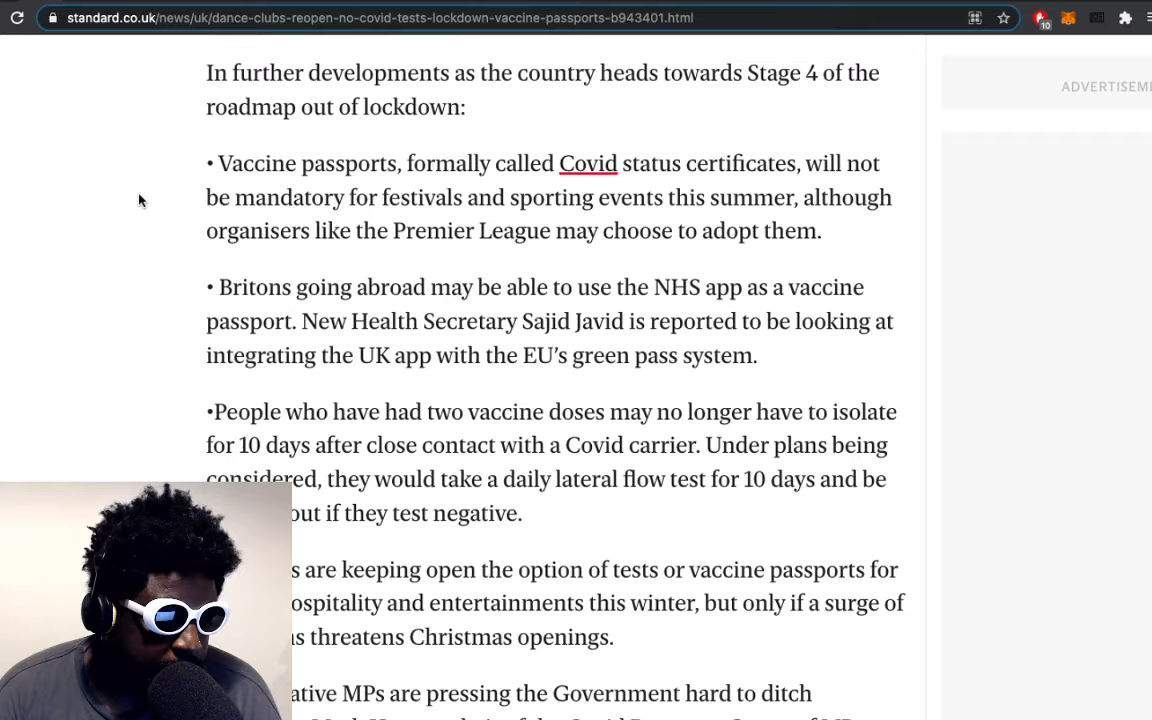 standard.co.uk/news/uk/dance-clubs-reopen-no-covid-tests-lockdown-vaccine-passports-b943401.html
10
In further developments as the country heads towards Stage 4 of the
roadmap out of lockdown:
ADVERTISEM
• Vaccine passports, formally called Covid status certificates, will not
be mandatory for festivals and sporting events this summer, although
organisers like the Premier League may choose to adopt them.
• Britons going abroad may be able to use the NHS app as a vaccine
passport. New Health Secretary Sajid Javid is reported to be looking at
integrating the UK app with the EU's green pass system.
•People who have had two vaccine doses may no longer have to isolate
for 10 days after close contact with a Covid carrier. Under plans being
considered, they would take a daily lateral flow test for 10 days and be
out if they test negative.
s are keeping open the option of tests or vaccine passports for
ospitality and entertainments this winter, but only if a surge of
s threatens Christmas openings.
ative MPs are pressing the Government hard to ditch